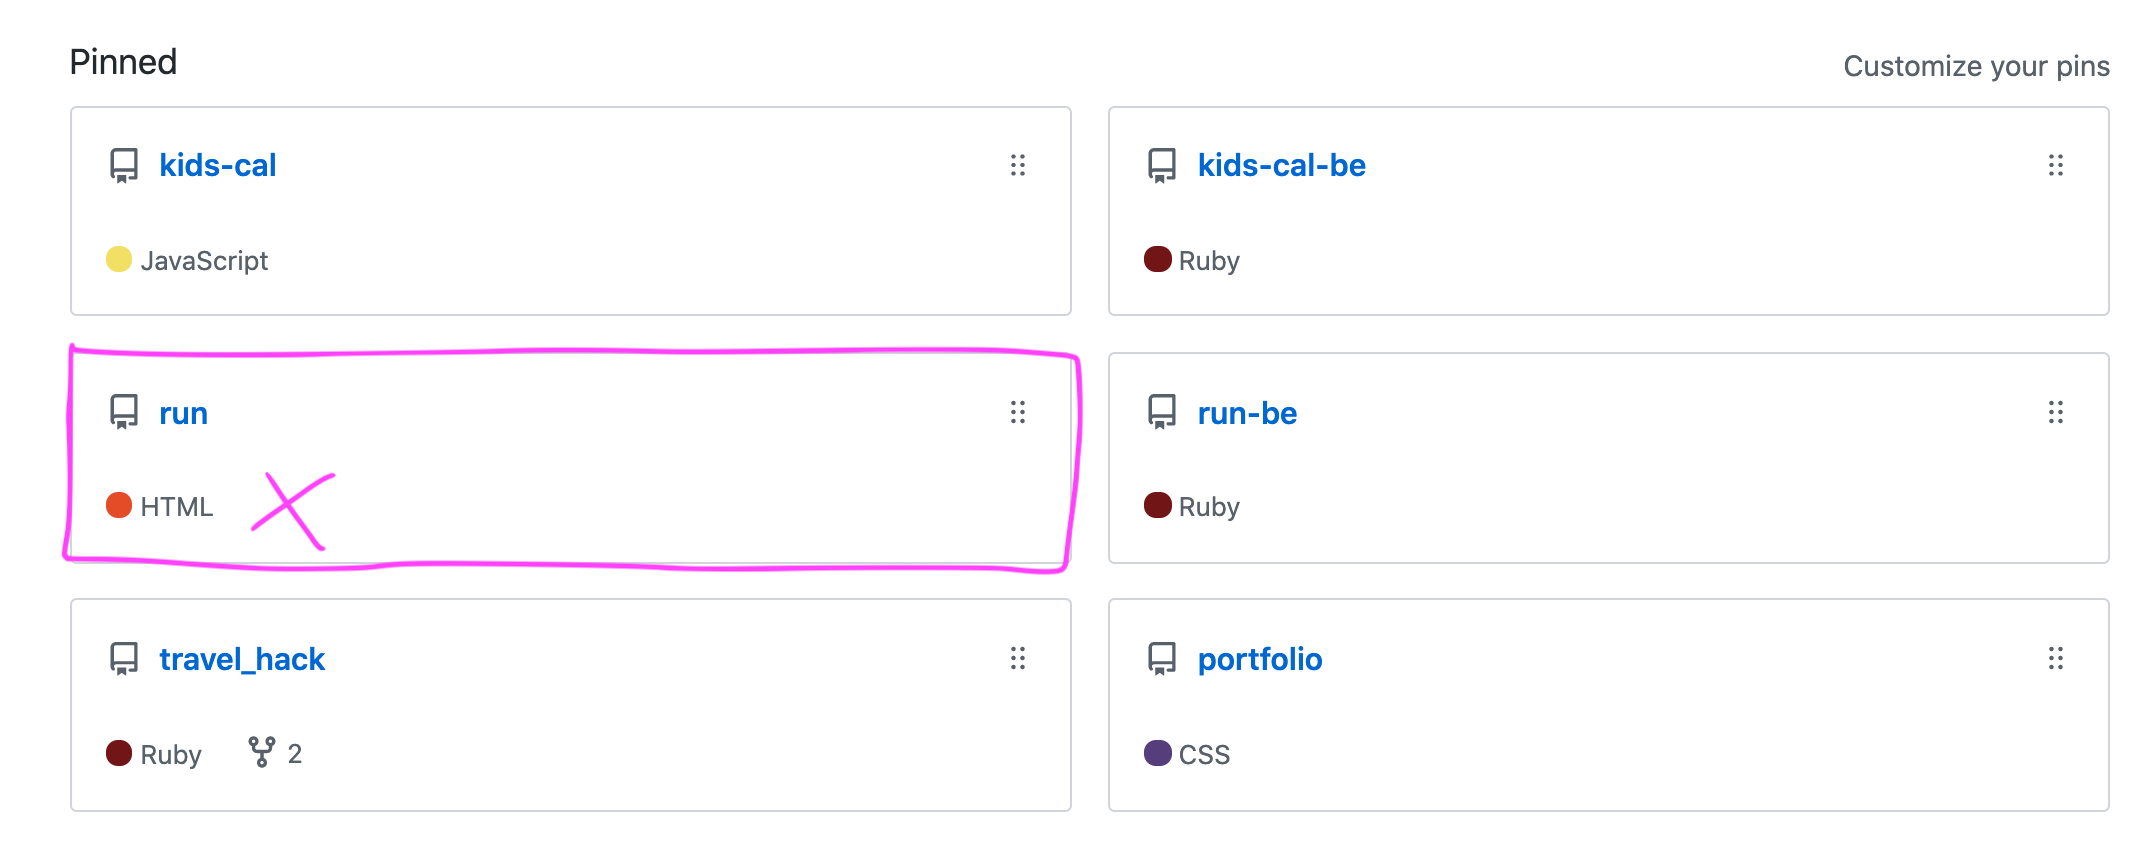 Pinned
Customize your pins
kids-cal
JavaScript
kids-cal-be
Ruby
run
HTML
run-be
Ruby
travel_hack
Ruby 2
portfolio
CSS